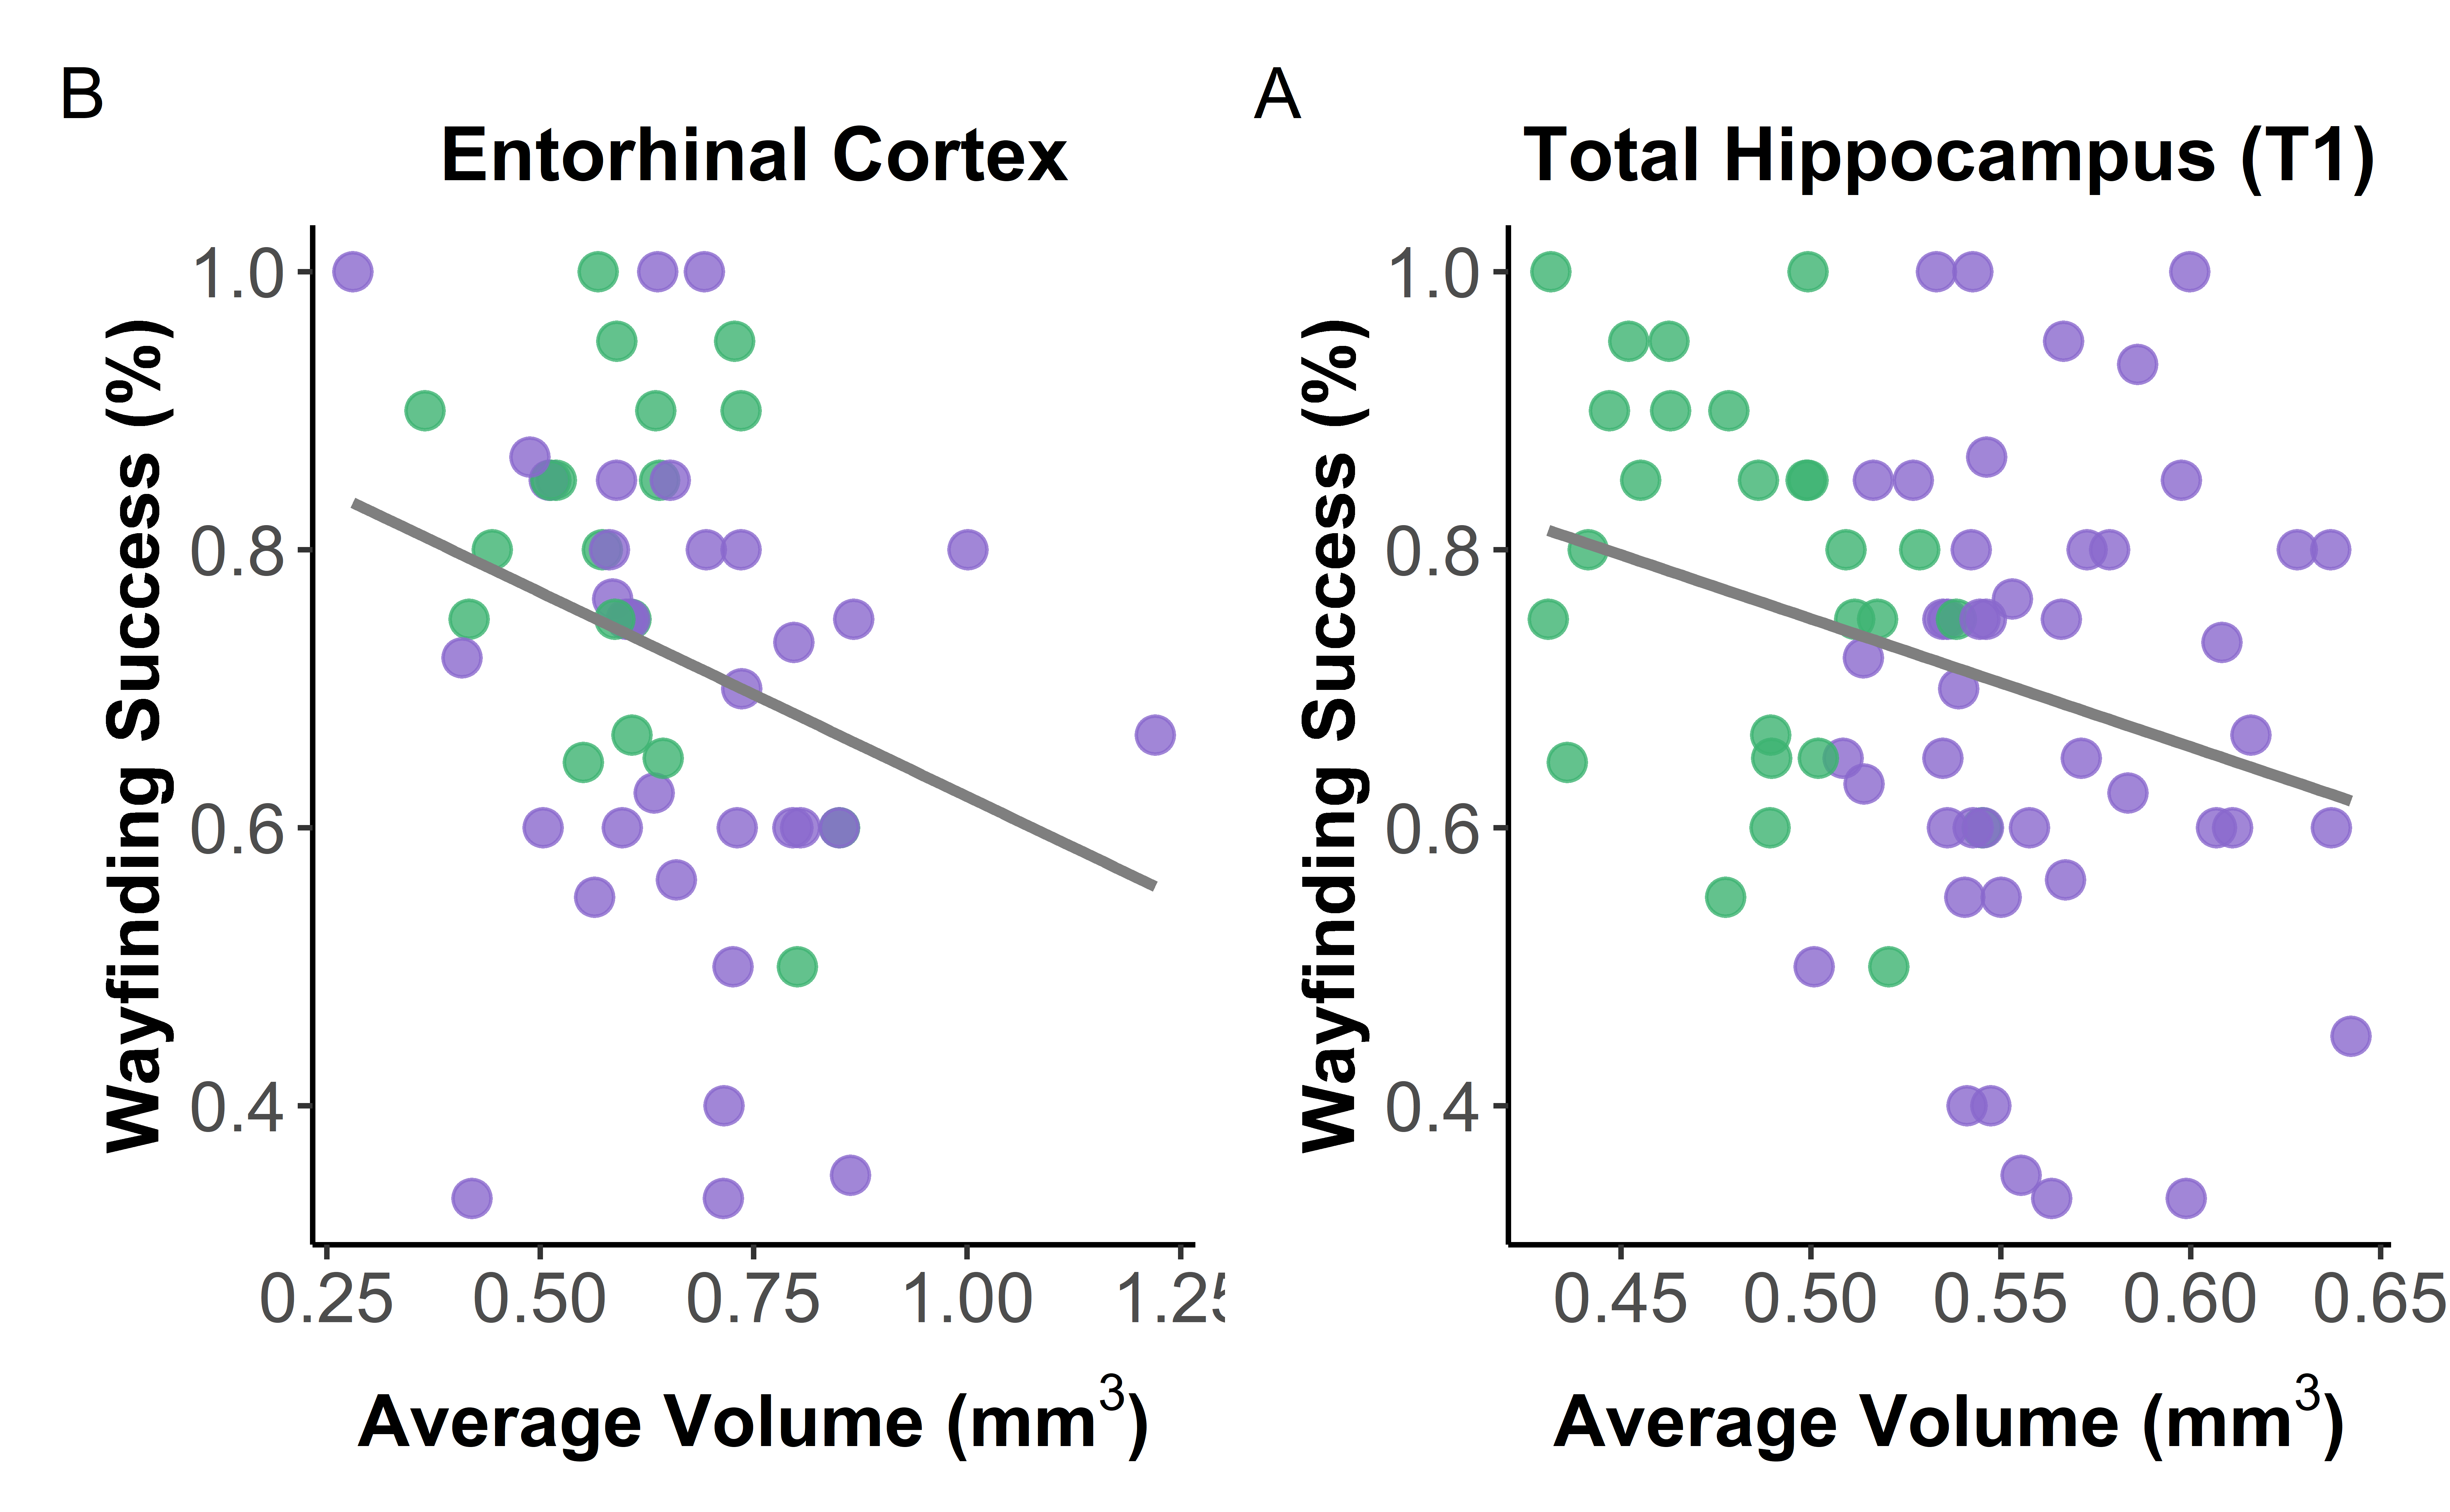 B
Entorhinal Cortex
Wayfinding Success (%)
1.0
0.8
0.6
0.4
0.25 0.50 0.75 1.00 1.25
Average Volume (mm³)
A
Total Hippocampus (T1)
Wayfinding Success (%)
1.0
0.8
0.6
0.4
0.45 0.50 0.55 0.60 0.65
Average Volume (mm³)